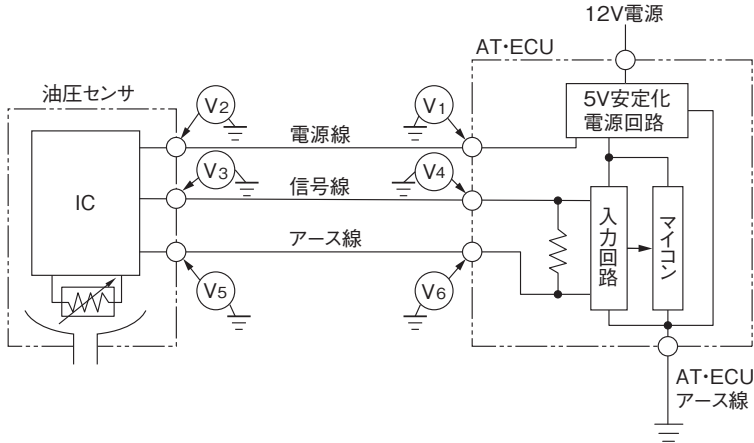 12V電源
AT・ECU
油圧センサ
5V安定化
電源回路
V2
V1
電源線
V3
V4
信号線
IC
入力回路
マイコン
アース線
V5
V6
AT・ECU
アース線